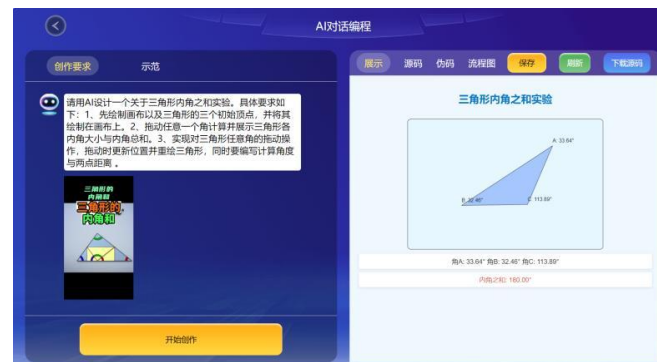 AI对话编程
创作要求 示范
展示 源码 伪码 流程图 保存 刷新 下载源码
请用AI设计一个关于三角形内角之和实验。具体要求如
下：1、先绘制画布以及三角形的三个初始顶点，并将其
绘制在画布上。2、拖动任意一个角计算并展示三角形各
内角大小与内角总和。3、实现对三角形任意角的拖动操
作，拖动时更新位置并重绘三角形，同时要编写计算角度
与两点距离 。
三角形的
内角和
三角形的,
内角和
开始创作
三角形内角之和实验
A: 33.64°
B: 32.46°
C: 113.89°
角A: 33.64° 角B: 32.46° 角C: 113.89°
内角之和: 180.00°